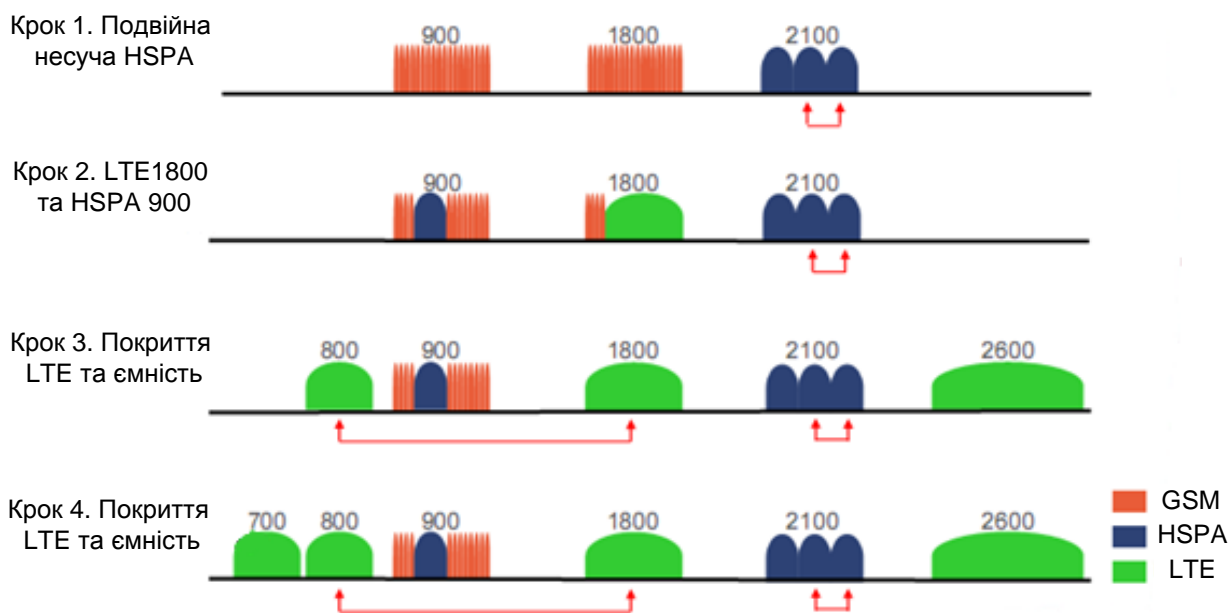 Крок 1. Подвійна
несуча HSPA
900
1800
2100
Крок 2. LTE1800
та HSPA 900
900
1800
2100
Крок 3. Покриття
LTE та ємність
800
900
1800
2100
2600
Крок 4. Покриття
LTE та ємність
700
800
900
1800
2100
2600
GSM
HSPA
LTE